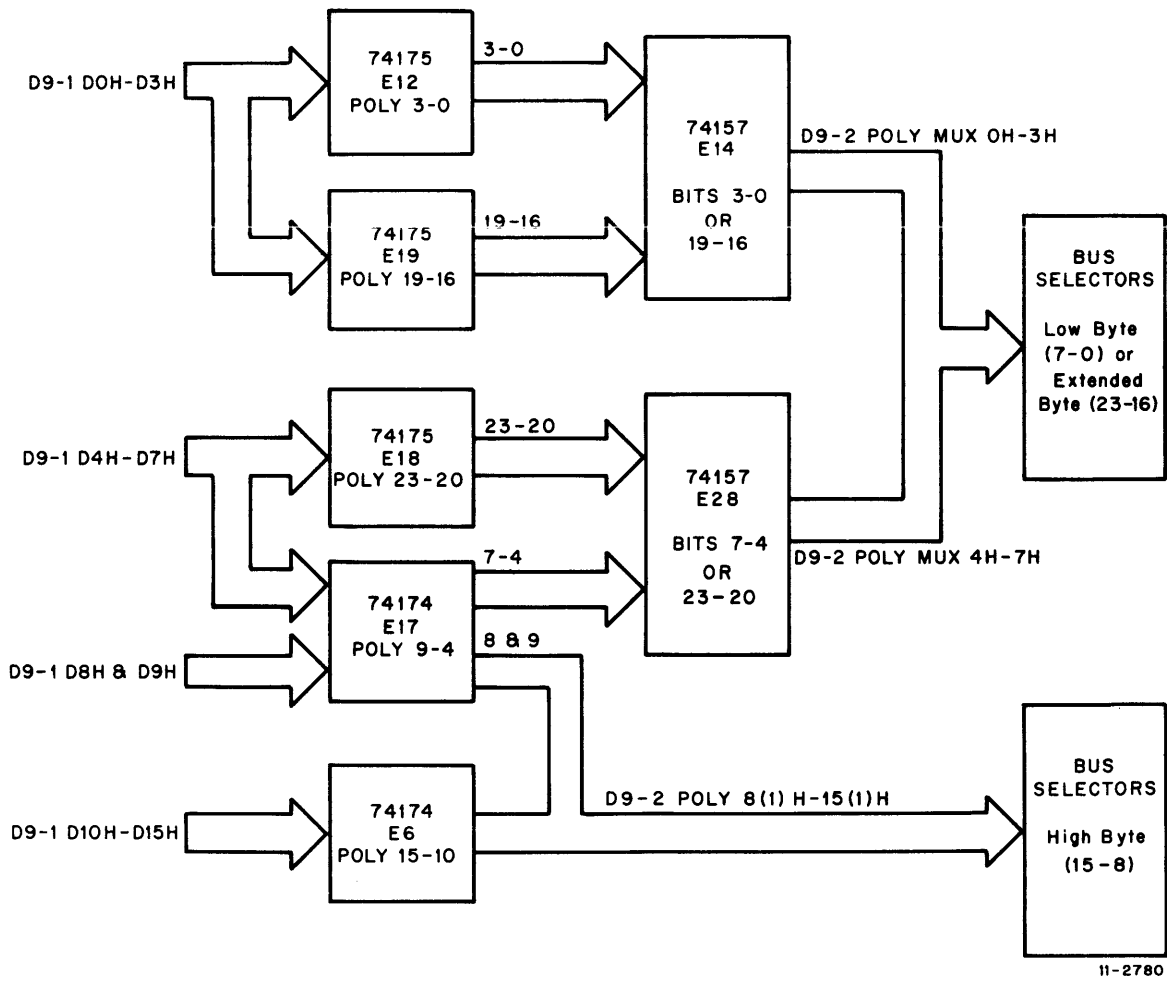 D9-1 D0H-D3H
74175
E12
POLY 3-0
3-0
74175
E19
POLY 19-16
19-16
74157
E14
BITS 3-0
OR
19-16
D9-2 POLY MUX 0H-3H
BUS
SELECTORS
Low Byte
(7-0) or
Extended
Byte (23-16)
D9-1 D4H-D7H
74175
E18
POLY 23-20
23-20
74174
E17
POLY 9-4
7-4
8 & 9
74157
E28
BITS 7-4
OR
23-20
D9-2 POLY MUX 4H-7H
D9-1 D8H & D9H
D9-1 D10H-D15H
74174
E6
POLY 15-10
D9-2 POLY 8(1) H-15(1)H
BUS
SELECTORS
High Byte
(15-8)
11-2780